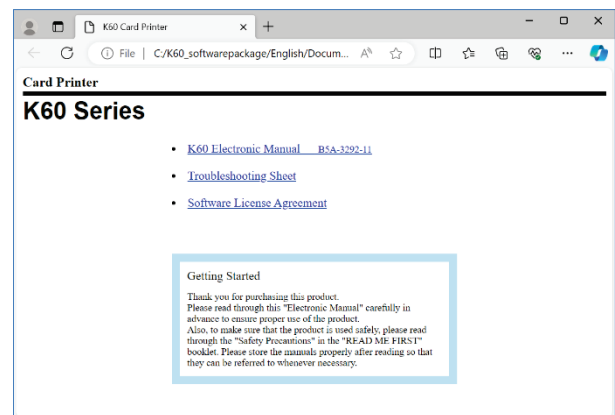 K60 Card Printer
File | C:/K60_softwarepackage/English/Docum...
Card Printer
K60 Series
• K60 Electronic Manual B5A-3292-11
• Troubleshooting Sheet
• Software License Agreement
Getting Started
Thank you for purchasing this product.
Please read through this "Electronic Manual" carefully in
advance to ensure proper use of the product.
Also, to make sure that the product is used safely, please read
through the "Safety Precautions" in the "READ ME FIRST"
booklet. Please store the manuals properly after reading so that
they can be referred to whenever necessary.